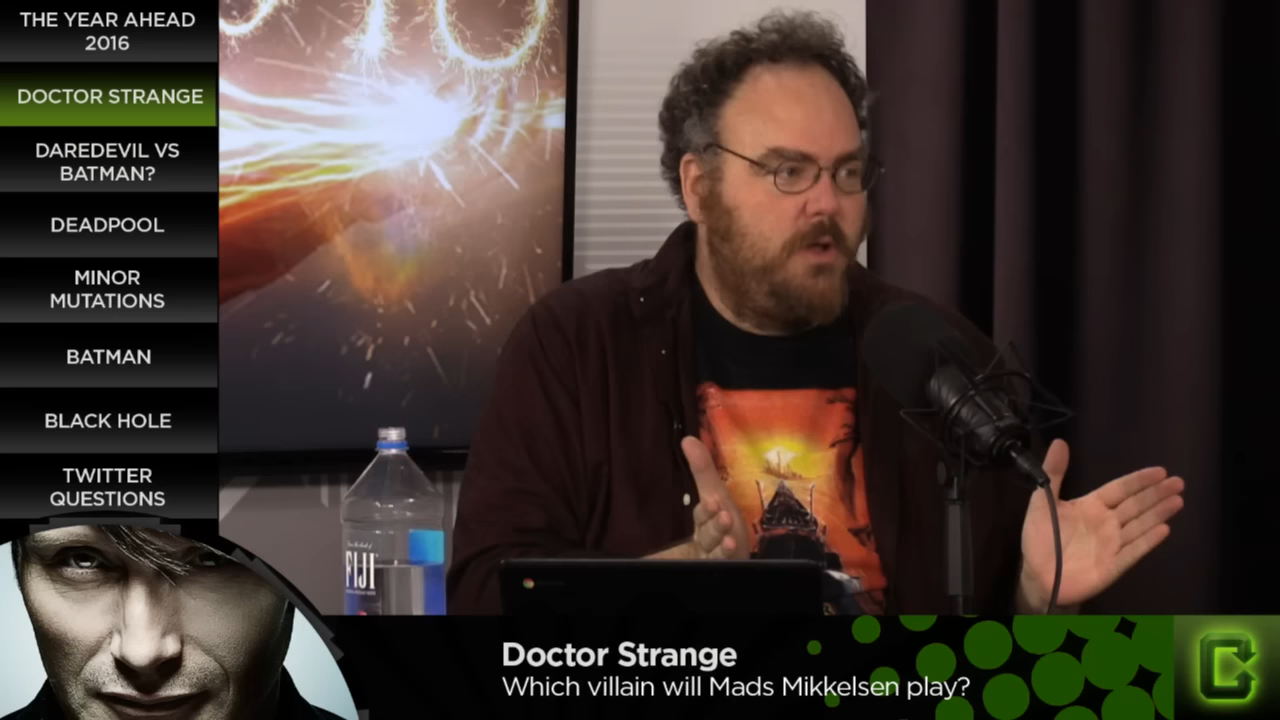 THE YEAR AHEAD
2016
DOCTOR STRANGE
DAREDEVIL VS
BATMAN?
DEADPOOL
MINOR
MUTATIONS
BATMAN
BLACK HOLE
TWITTER
QUESTIONS
FIJI
Doctor Strange
Which villain will Mads Mikkelsen play?